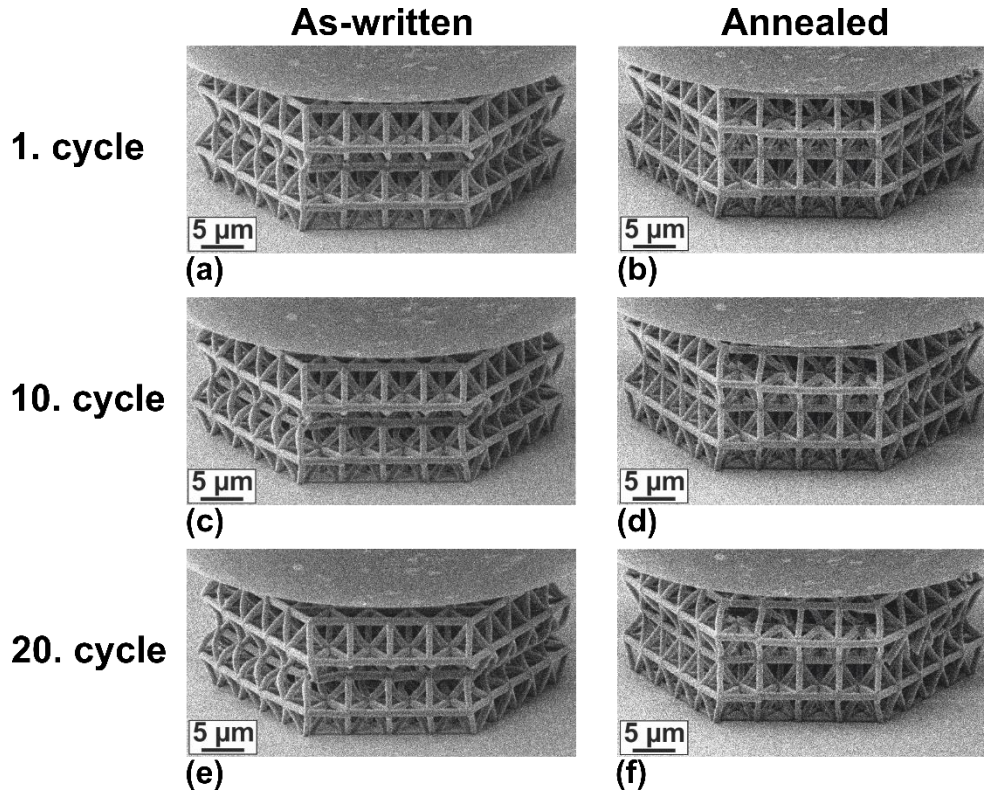 As-written
Annealed
1. cycle
5 µm
5 µm
(a)
(b)
10. cycle
5 µm
5 µm
(c)
(d)
20. cycle
5 µm
5 µm
(e)
(f)